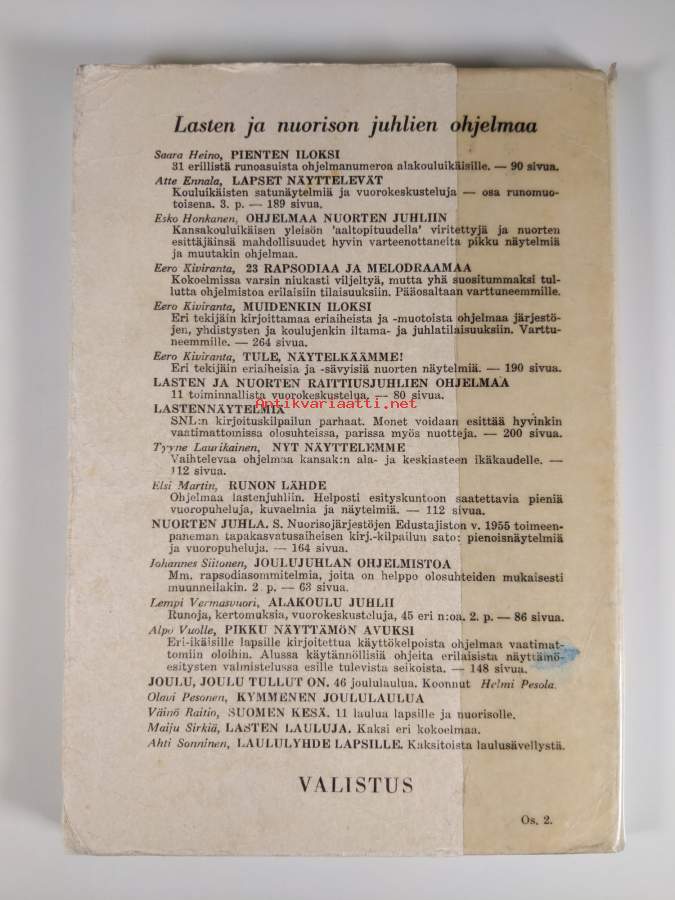 Lasten ja nuorison juhlien ohjelmaa
Saara Heino, PIENTEN ILOKSI
31 erillistä runoasuista ohjelmanumeroa alakouluikäisille. — 90 sivua.
Atte Ennala, LAPSET NÄYTTELEVÄT
Kouluikäisten satunäytelmiä ja vuorokeskusteluja — osa runomuo-
toisena. 3. p. — 189 sivua.
Esko Honkanen, OHJELMAA NUORTEN JUHLIIN
Kansakouluikäisen yleisön 'aaltopituudella' viritettyjä ja nuorten
esittäjäinsä mahdollisuudet hyvin varteenottaneita pikku näytelmiä
ja muutakin ohjelmaa.
Eero Kiviranta, 23 RAPSODIAA JA MELODRAAMAA
Kokoelmissa varsin niukasti viljeltyä, mutta yhä suositummaksi tul-
lutta ohjelmistoa erilaisiin tilaisuuksiin. Pääosaltaan varttuneemmille.
Eero Kiviranta, MUIDENKIN ILOKSI
Eri tekijäin kirjoittamaa eriaiheista ja -muotoista ohjelmaa järjestö-
jen, yhdistysten ja koulujenkin iltama- ja juhlatilaisuuksiin. Varttu-
neemmille. — 264 sivua.
Eero Kiviranta, TULE, NÄYTELKÄÄMME!
Eri tekijäin eriaiheisia ja -sävyisiä nuorten näytelmiä. — 190 sivua.
LASTEN JA NUORTEN RAITTIUSJUHLIEN OHJELMAA
11 toiminnallista vuorokeskustelua. — 80 sivua.
Antikvariaatti.net
LASTENNÄYTELMIÄ
SNL:n kirjoituskilpailun parhaat. Monet voidaan esittää hyvinkin
vaatimattomissa olosuhteissa, parissa myös nuotteja. — 200 sivua.
Tyyne Laurikainen, NYT NÄYTTELEMME
Vaihtelevaa ohjelmaa kansak:n ala- ja keskiasteen ikäkaudelle. —
112 sivua.
Elsi Martin, RUNON LÄHDE
Ohjelmaa lastenjuhliin. Helposti esityskuntoon saatettavia pieniä
vuoropuheluja, kuvaelmia ja näytelmiä. — 112 sivua.
NUORTEN JUHLA. S. Nuorisojärjestöjen Edustajiston v. 1955 toimeen-
paneman tapakasvatusaiheisen kirj.-kilpailun sato: pienoisnäytelmiä
ja vuoropuheluja. — 164 sivua.
Johannes Siitonen, JOULUJUHLAN OHJELMISTOA
Mm. rapsodiasommitelmia, joita on helppo olosuhteiden mukaisesti
muunneilakin. 2. p. — 63 sivua.
Lempi Vermasvuori, ALAKOULU JUHLII
Runoja, kertomuksia, vuorokeskusteluja, 45 eri n:oa. 2. p. — 86 sivua.
Alpo Vuolle, PIKKU NÄYTTÄMÖN AVUKSI
Eri-ikäisille lapsille kirjoitettua käyttökelpoista ohjelmaa vaatimat-
tomiin oloihin. Alussa käytännöllisiä ohjeita erilaisista näyttämö-
esitysten valmistelussa esille tulevista seikoista. — 148 sivua.
JOULU, JOULU TULLUT ON. 46 joululaulua. Koonnut Helmi Pesola.
Olavi Pesonen, KYMMENEN JOULULAULUA
Väinö Raitio, SUOMEN KESÄ. 11 laulua lapsille ja nuorisolle.
Maiju Sirkiä, LASTEN LAULUJA. Kaksi eri kokoelmaa.
Ahti Sonninen, LAULULYHDE LAPSILLE. Kaksitoista laulusävellystä.
VALISTUS
Os. 2.